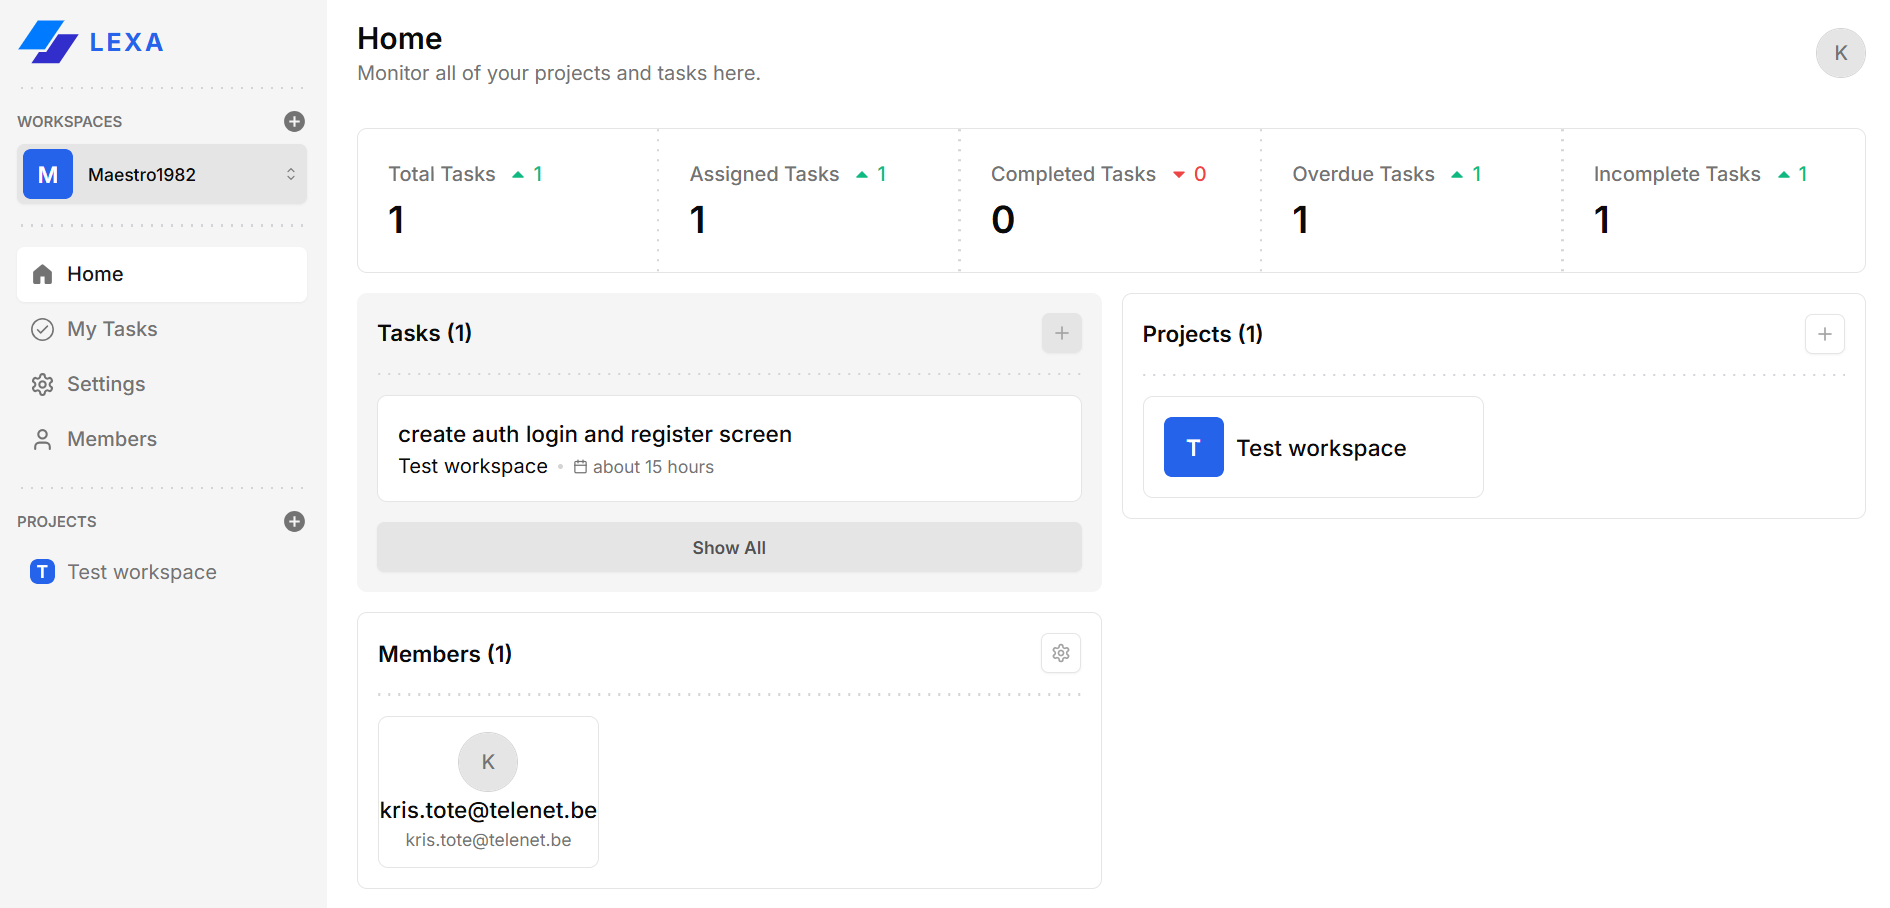 LEXA
WORKSPACES
M
Maestro1982
Home
My Tasks
Settings
Members
PROJECTS
T
Test workspace
Home
Monitor all of your projects and tasks here.
K
Total Tasks 1
1
Assigned Tasks 1
1
Completed Tasks 0
0
Overdue Tasks 1
1
Incomplete Tasks 1
1
Tasks (1)
create auth login and register screen
Test workspace • about 15 hours
Show All
Projects (1)
T
Test workspace
Members (1)
K
kris.tote@telenet.be
kris.tote@telenet.be